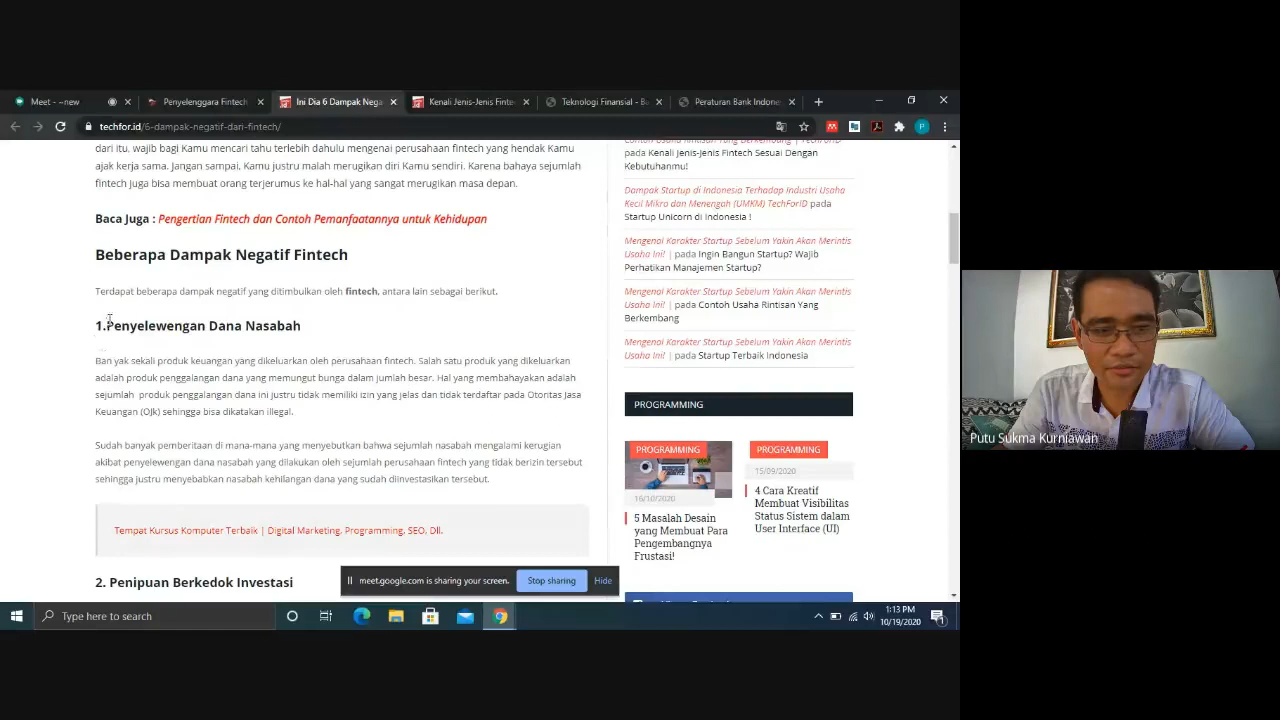 Meet - ~new
Penyelenggara Fintech
Ini Dia 6 Dampak Nega
Kenali Jenis-Jenis Finte
Teknologi Finansial - Ba
Peraturan Bank Indone
techfor.id/6-dampak-negatif-dari-fintech/
P
dari itu, wajib bagi Kamu mencari tahu terlebih dahulu mengenai perusahaan fintech yang hendak Kamu
ajak kerja sama. Jangan sampai, Kamu justru malah merugikan diri Kamu sendiri. Karena bahaya sejumlah
fintech Juga bisa membuat orang terjerumus ke hal-hal yang sangat merugikan masa depan.
Baca Juga : Pengertian Fintech dan Contoh Pemanfaatannya untuk Kehidupan
Beberapa Dampak Negatif Fintech
Terdapat beberapa dampak negatif yang ditimbulkan oleh fintech, antara lain sebagai berikut.
1.Penyelewengan Dana Nasabah
Ban yak sekali produk keuangan yang dikeluarkan oleh perusahaan fintech. Salah satu produk yang dikeluarkan
adalah produk penggalangan dana yang memungut bunga dalam jumlah besar. Hal yang membahayakan adalah
sejumlah produk penggalangan dana ini justru tidak memiliki izin yang jelas dan tidak terdaftar pada Otoritas Jasa
Keuangan (OJk) sehingga bisa dikatakan illegal.
Sudah banyak pemberitaan di mana-mana yang menyebutkan bahwa sejumlah nasabah mengalami kerugian
akibat penyelewengan dana nasabah yang dilakukan oleh sejumlah perusahaan fintech yang tidak berizin tersebut
sehingga justru menyebabkan nasabah kehilangan dana yang sudah diinvestasikan tersebut.
Tempat Kursus Komputer Terbaik | Digital Marketing, Programming, SEO, Dll.
2. Penipuan Berkedok Investasi
pada Kenali Jenis-Jenis Fintech Sesuai Dengan
Kebutuhanmu!
Dampak Startup di Indonesia Terhadap Industri Usaha
Kecil Mikro dan Menengah (UMKM) TechForID pada
Startup Unicorn di Indonesia !
Mengenal Karakter Startup Sebelum Yakin Akan Merintis
Usaha Ini! | pada Ingin Bangun Startup? Wajib
Perhatikan Manajemen Startup?
Mengenal Karakter Startup Sebelum Yakin Akan Merintis
Usaha Ini! | pada Contoh Usaha Rintisan Yang
Berkembang
Mengenal Karakter Startup Sebelum Yakin Akan Merintis
Usaha Ini! | pada Startup Terbaik Indonesia
PROGRAMMING
PROGRAMMING
16/10/2020
5 Masalah Desain
yang Membuat Para
Pengembangnya
Frustasi!
PROGRAMMING
15/09/2020
4 Cara Kreatif
Membuat Visibilitas
Status Sistem dalam
User Interface (UI)
meet.google.com is sharing your screen.
Stop sharing
Hide
Type here to search
1:13 PM
10/19/2020
1
Putu Sukma Kurniawan